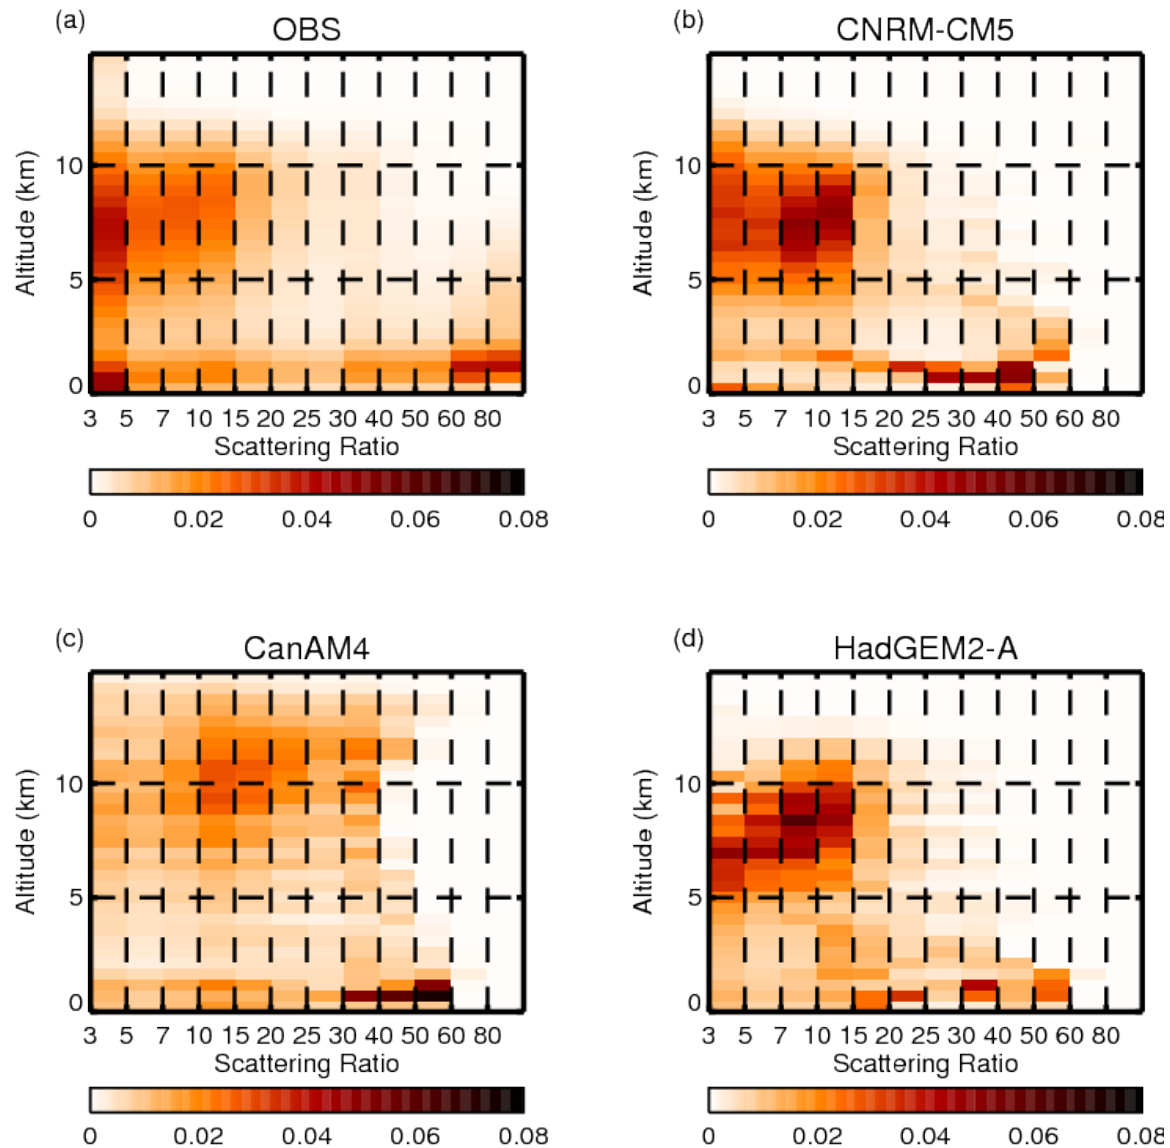 (a)
OBS
Altitude (km)
10
5
0
3 5 7 10 15 20 30 40 50 60 80
Scattering Ratio
0 0.02 0.04 0.06 0.08
(b)
CNRM-CM5
Altitude (km)
10
5
0
3 5 7 10 15 20 25 30 40 50 60 80
Scattering Ratio
0 0.02 0.04 0.06 0.08
(c)
CanAM4
Altitude (km)
10
5
0
3 5 7 10 15 20 25 30 40 50 60 80
Scattering Ratio
0 0.02 0.04 0.06 0.08
(d)
HadGEM2-A
Altitude (km)
10
5
0
3 5 7 10 15 20 25 30 40 50 60 80
Scattering Ratio
0 0.02 0.04 0.06 0.08